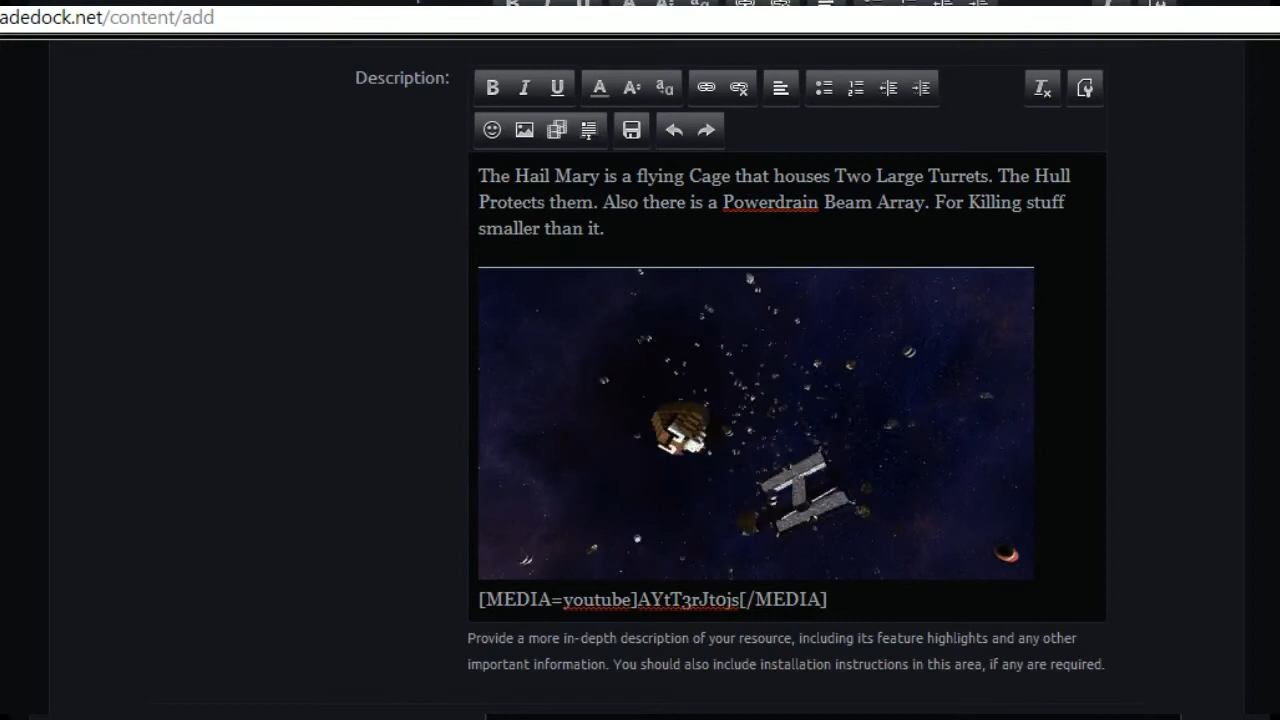 adedock.net/content/add
Description:
B I U A A aa
The Hail Mary is a flying Cage that houses Two Large Turrets. The Hull
Protects them. Also there is a Powerdrain Beam Array. For Killing stuff
smaller than it.
[MEDIA=youtube]AYtT3rJt0js[/MEDIA]
Provide a more in-depth description of your resource, including its feature highlights and any other
important information. You should also include installation instructions in this area, if any are required.